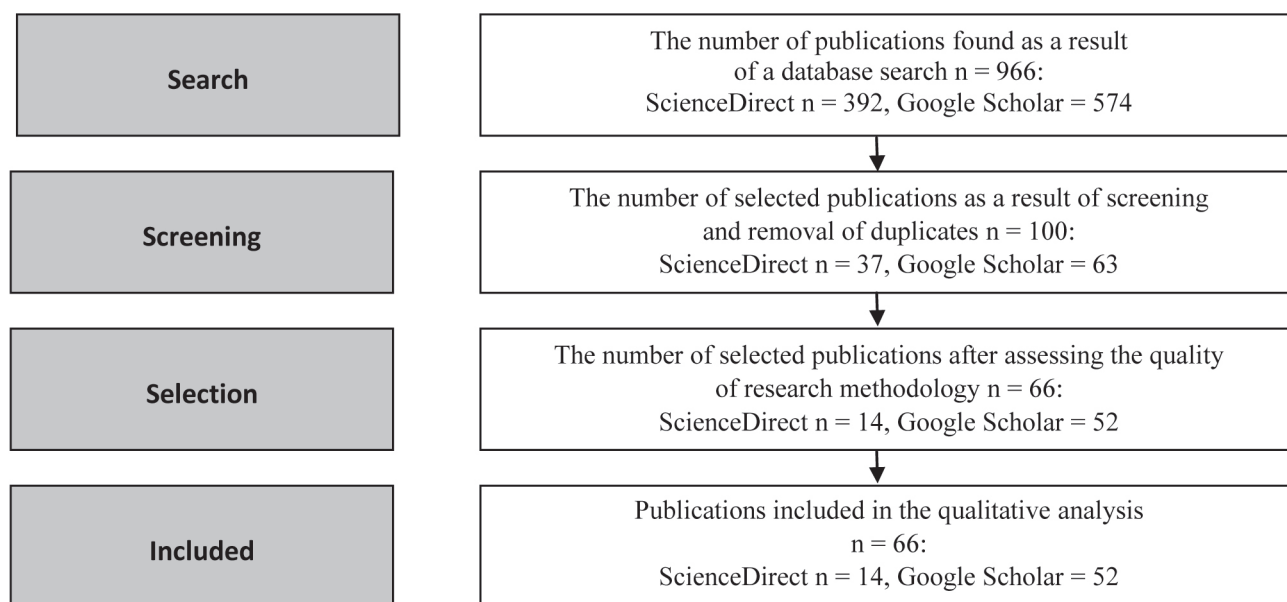 Search
The number of publications found as a result
of a database search n = 966:
ScienceDirect n = 392, Google Scholar = 574
Screening
The number of selected publications as a result of screening
and removal of duplicates n = 100:
ScienceDirect n = 37, Google Scholar = 63
Selection
The number of selected publications after assessing the quality
of research methodology n = 66:
ScienceDirect n = 14, Google Scholar = 52
Included
Publications included in the qualitative analysis
n = 66:
ScienceDirect n = 14, Google Scholar = 52